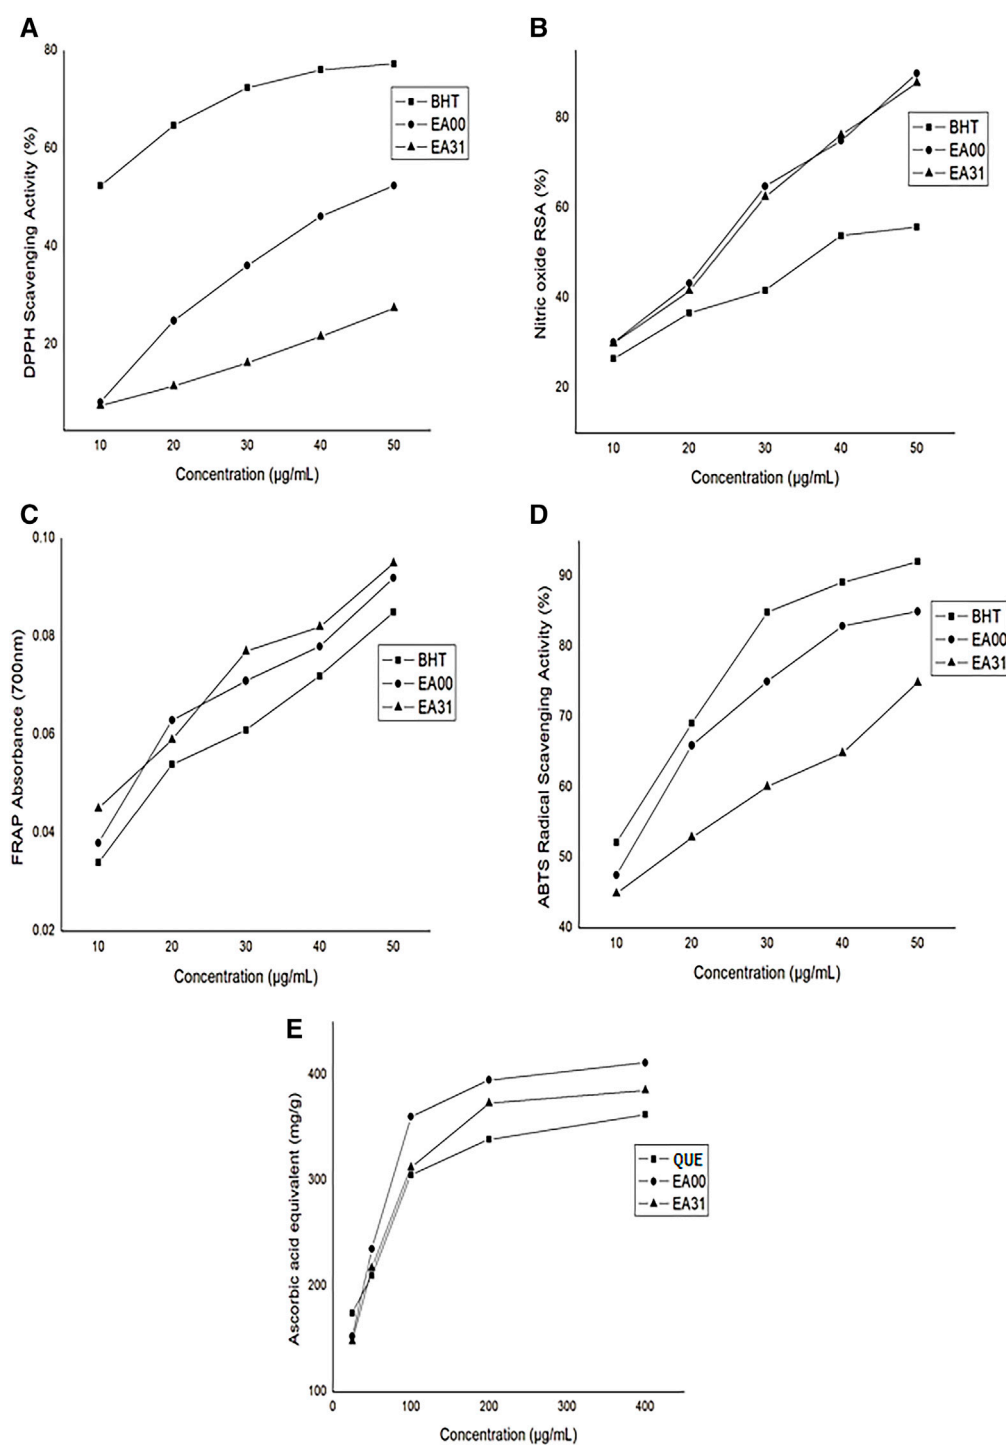 A
80
60
40
20
DPPH Scavenging Activity (%)
10 20 30 40 50
Concentration (µg/mL)
BHT
EA00
EA31
B
80
60
40
20
Nitric oxide RSA (%)
10 20 30 40 50
Concentration (µg/mL)
BHT
EA00
EA31
C
0.10
0.08
0.06
0.04
0.02
FRAP Absorbance (700nm)
10 20 30 40 50
Concentration (µg/mL)
BHT
EA00
EA31
D
90
80
70
60
50
40
ABTS Radical Scavenging Activity (%)
10 20 30 40 50
Concentration (µg/mL)
BHT
EA00
EA31
E
400
300
200
100
Ascorbic acid equivalent (mg/g)
0 100 200 300 400
Concentration (µg/mL)
QUE
EA00
EA31